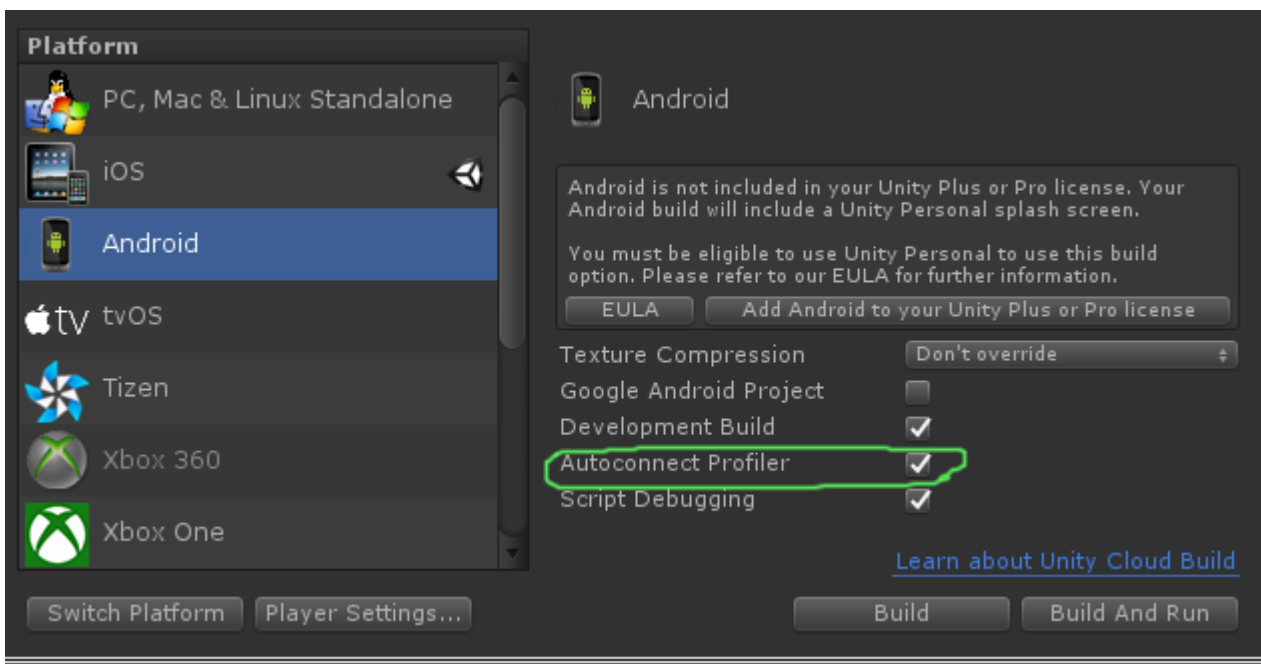 Platform
PC, Mac & Linux Standalone
iOS
Android
tvOS
Tizen
Xbox 360
Xbox One
Switch Platform
Player Settings...
Android
Android is not included in your Unity Plus or Pro license. Your
Android build will include a Unity Personal splash screen.
You must be eligible to use Unity Personal to use this build
option. Please refer to our EULA for further information.
EULA
Add Android to your Unity Plus or Pro license
Texture Compression
Don't override
Google Android Project
Development Build
Autoconnect Profiler
Script Debugging
Learn about Unity Cloud Build
Build
Build And Run